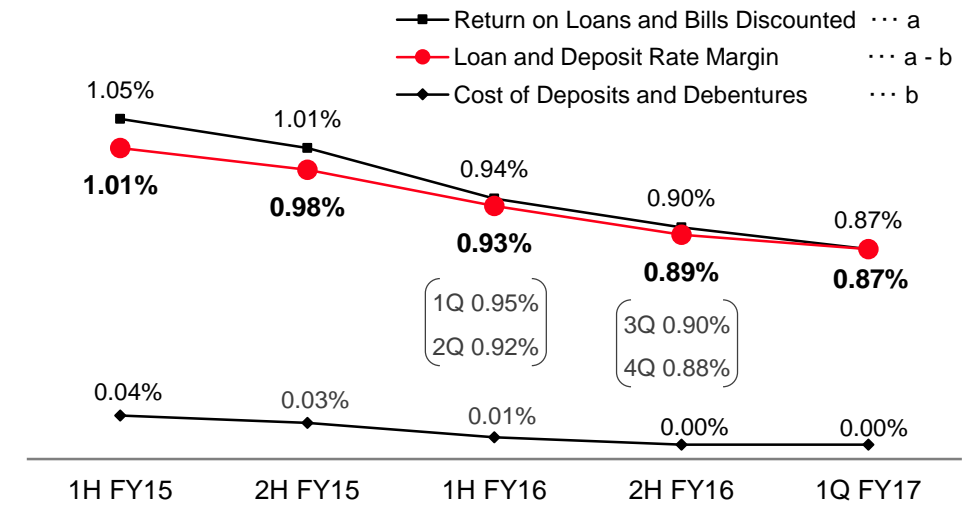 Return on Loans and Bills Discounted ··· a
Loan and Deposit Rate Margin ··· a - b
Cost of Deposits and Debentures ··· b
1.05%
1.01%
0.94%
0.90%
0.87%
1.01%
0.98%
0.93%
0.89%
0.87%
1Q 0.95%
2Q 0.92%
3Q 0.90%
4Q 0.88%
0.04%
0.03%
0.01%
0.00%
0.00%
1H FY15
2H FY15
1H FY16
2H FY16
1Q FY17